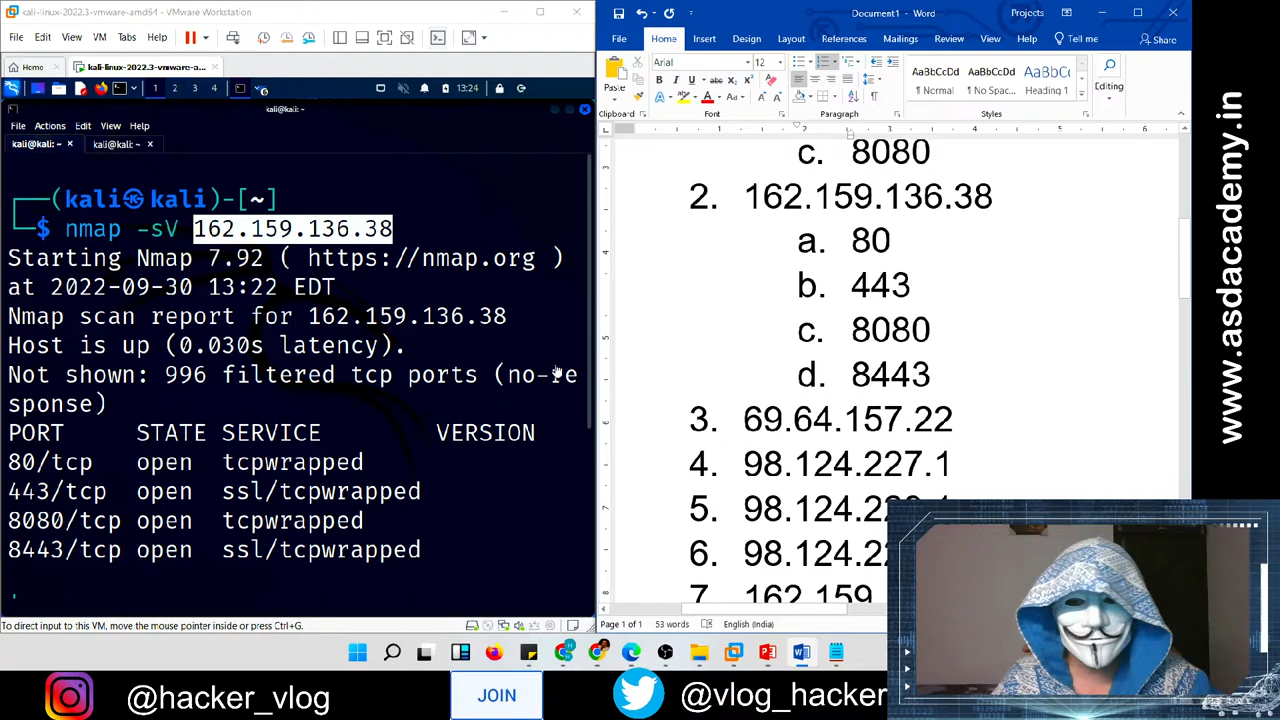 kali-linux-2022.3-vmware-amd64 - VMware Workstation
File Edit View VM Tabs Help
Home
kali-linux-2022.3-vmware-a...
1 2 3 4
13:24
kali@kali: ~
File Actions Edit View Help
kali@kali: ~ × kali@kali: ~ ×
┌──(kali㉿kali)-[~]
└─$ nmap -sV 162.159.136.38
Starting Nmap 7.92 ( https://nmap.org )
at 2022-09-30 13:22 EDT
Nmap scan report for 162.159.136.38
Host is up (0.030s latency).
Not shown: 996 filtered tcp ports (no-re
sponse)
PORT STATE SERVICE VERSION
80/tcp open tcpwrapped
443/tcp open ssl/tcpwrapped
8080/tcp open tcpwrapped
8443/tcp open ssl/tcpwrapped
To direct input to this VM, move the mouse pointer inside or press Ctrl+G.
Document1 - Word
Projects
File Home Insert Design Layout References Mailings Review View Help Tell me Share
Arial 12
Paste
AaBbCcDd AaBbCcDd AaBbCc
¶ Normal ¶ No Spac... Heading 1
Editing
Clipboard Font Paragraph Styles
c. 8080
2. 162.159.136.38
a. 80
b. 443
c. 8080
d. 8443
3. 69.64.157.22
4. 98.124.227.1
5. 98.124.
6. 98.124.
7. 162.159
Page 1 of 1 53 words English (India)
www.asdacademy.in
@hacker_vlog
JOIN
@vlog_hacker